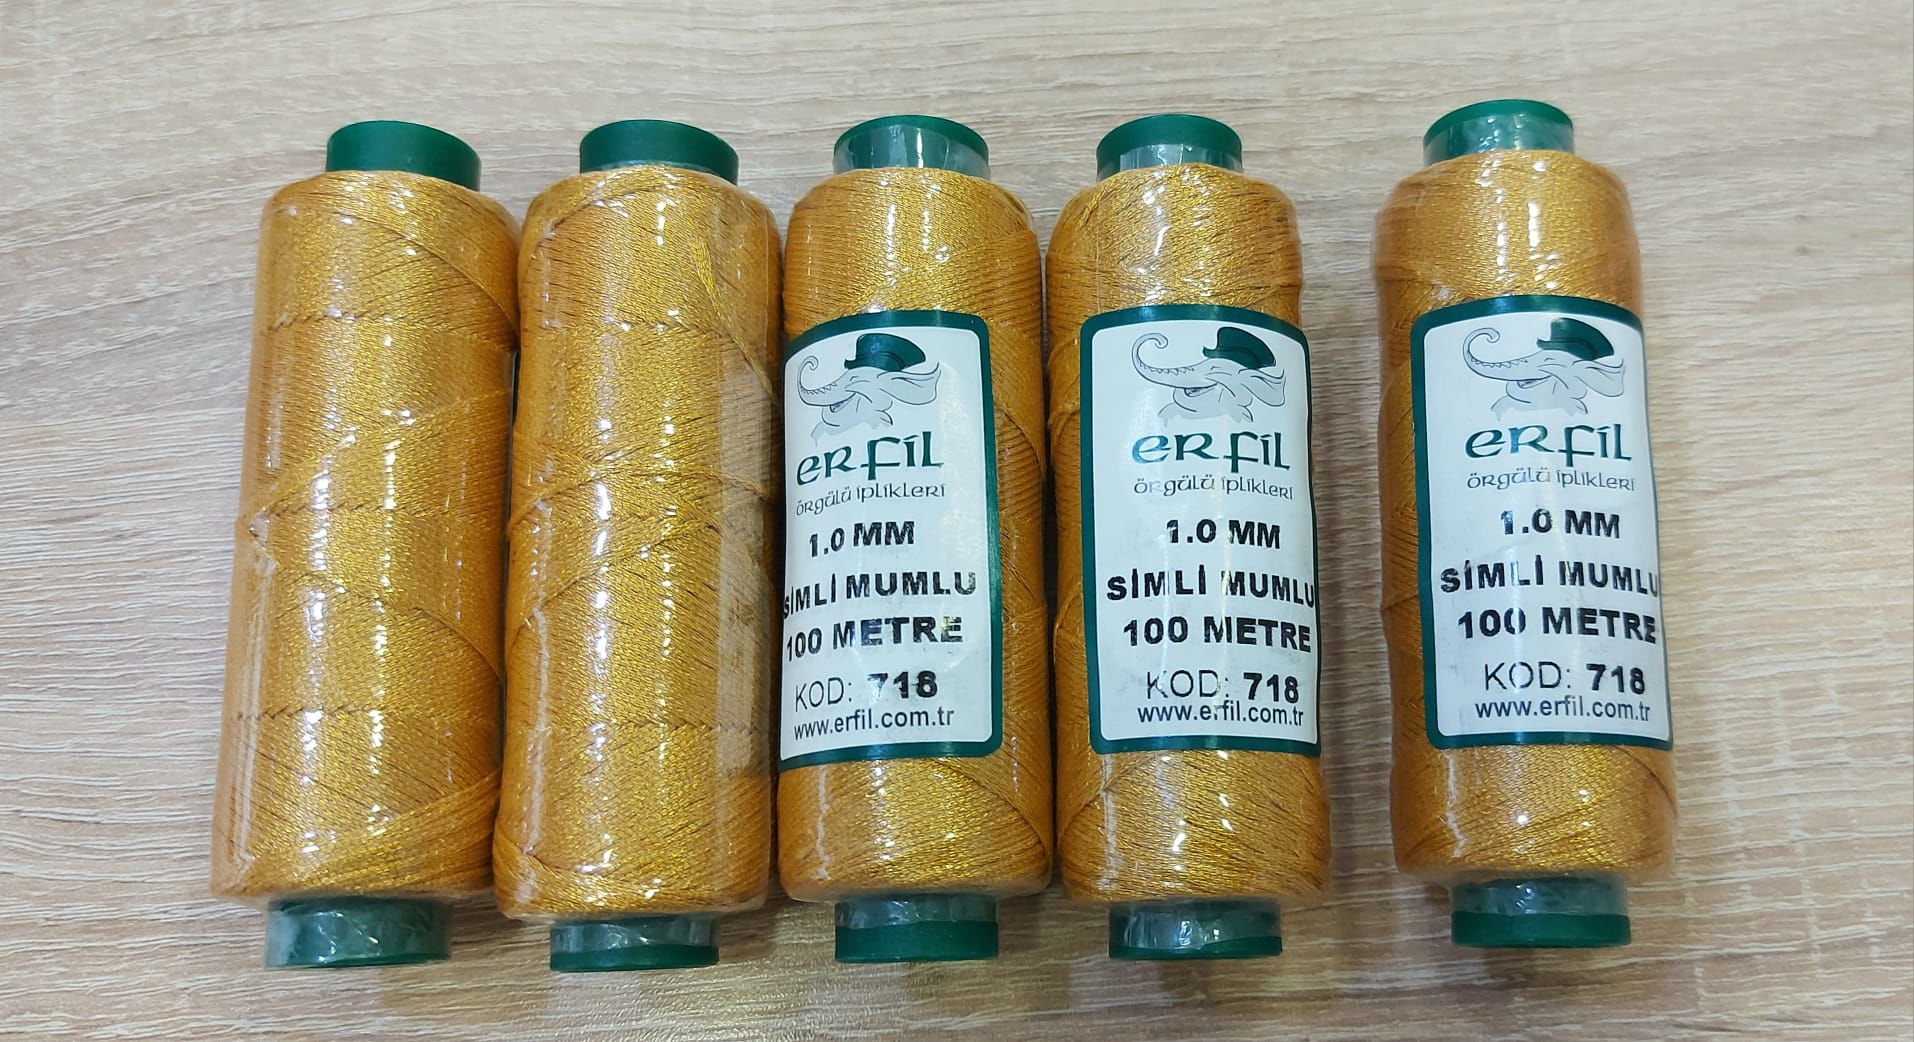 erfil
örgülü iplikleri
1.0 MM
SİMLİ MUMLU
100 METRE
KOD: 718
www.erfil.com.tr
erfil
örgülü iplikleri
1.0 MM
SİMLİ MUMLU
100 METRE
KOD: 718
www.erfil.com.tr
erfil
örgülü iplikleri
1.0 MM
SİMLİ MUMLU
100 METRE
KOD: 718
www.erfil.com.tr